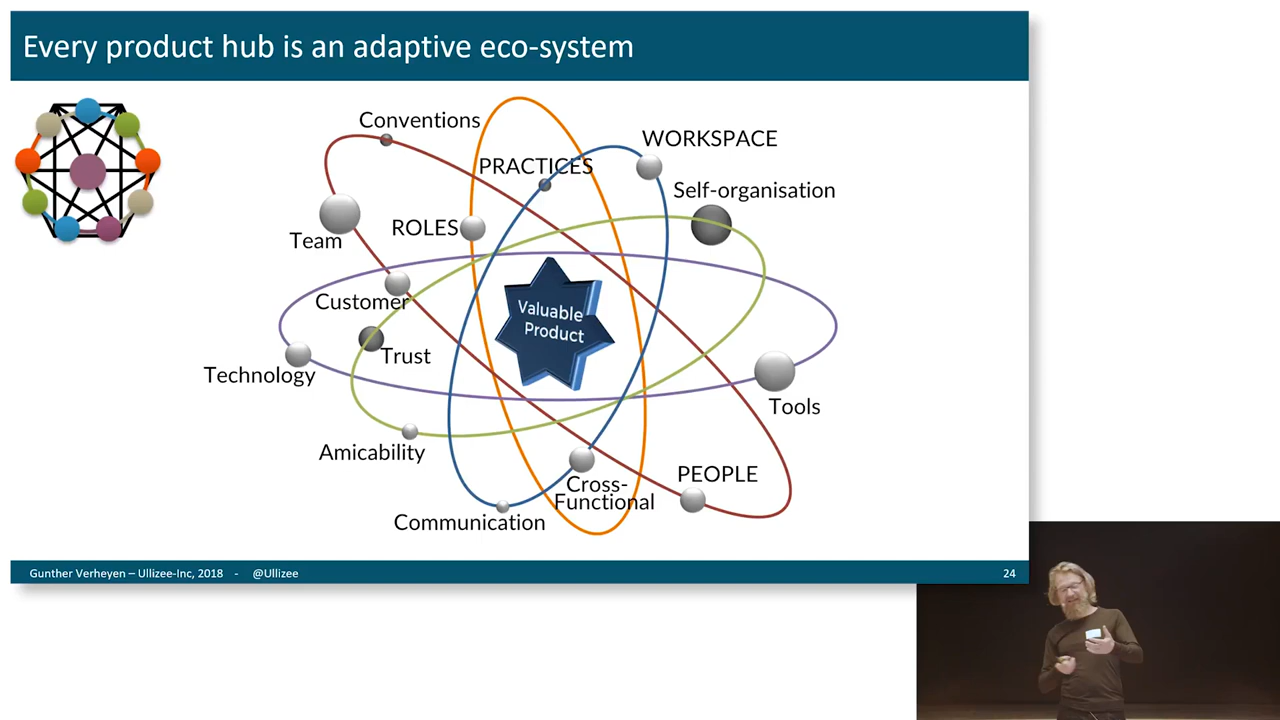 Every product hub is an adaptive eco-system
Conventions
WORKSPACE
PRACTICES
Self-organisation
ROLES
Team
Customer
Valuable
Product
Trust
Technology
Tools
Amicability
PEOPLE
Cross-
Functional
Communication
Gunther Verheyen – Ullizee-Inc, 2018 - @Ullizee
24